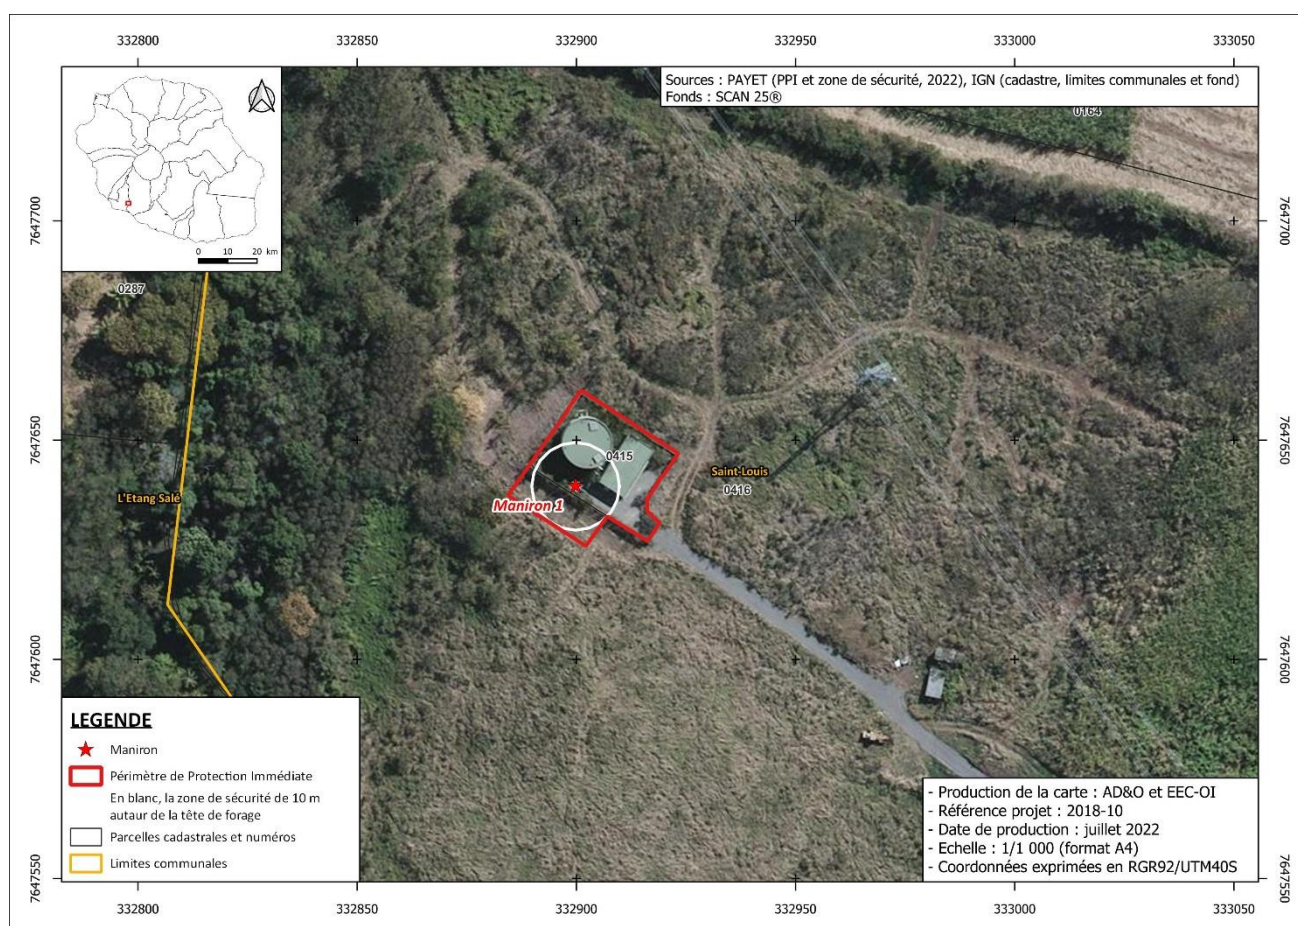 332800 332850 332900 332950 333000 333050
Sources : PAYET (PPI et zone de sécurité, 2022), IGN (cadastre, limites communales et fond)
Fonds : SCAN 25®
0 10 20 km
0164
7647700 7647700
0287
7647650 7647650
0415
Saint-Louis
0416
L'Etang Salé
Maniron 1
7647600 7647600
LEGENDE
Maniron
Périmètre de Protection Immédiate
En blanc, la zone de sécurité de 10 m
autaur de la tête de forage
Parcelles cadastrales et numéros
Limites communales
- Production de la carte : AD&O et EEC-OI
- Référence projet : 2018-10
- Date de production : juillet 2022
- Echelle : 1/1 000 (format A4)
- Coordonnées exprimées en RGR92/UTM40S
7647550 7647550
332800 332850 332900 332950 333000 333050